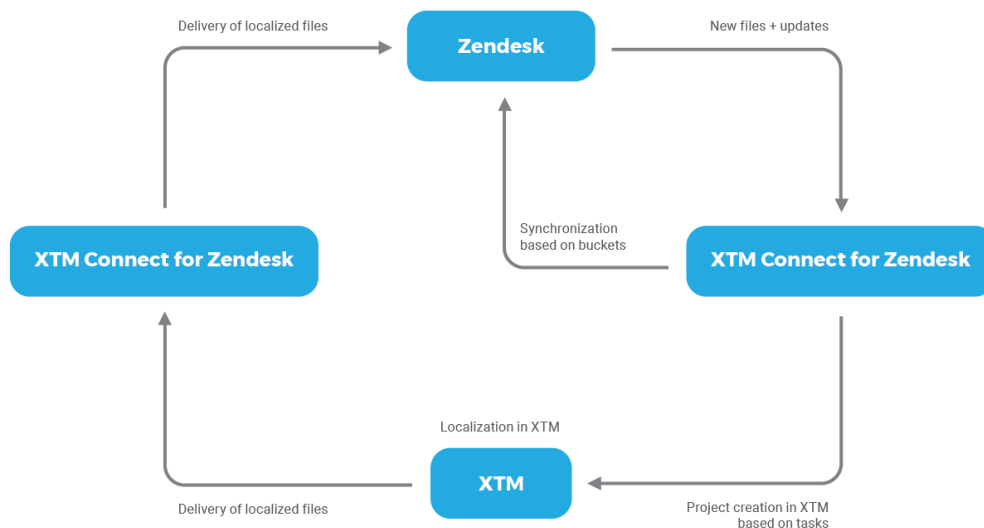 Delivery of localized files
Zendesk
New files + updates
Synchronization
based on buckets
XTM Connect for Zendesk
XTM Connect for Zendesk
Localization in XTM
XTM
Delivery of localized files
Project creation in XTM
based on tasks